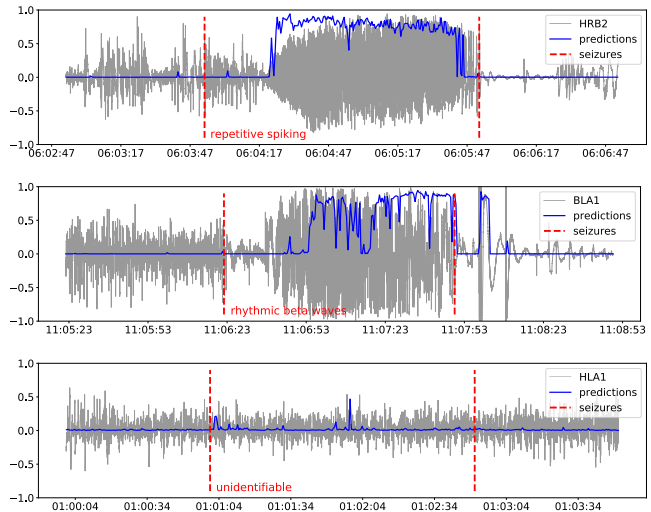 1.0
0.5
0.0
−0.5
−1.0
HRB2
predictions
seizures
repetitive spiking
06:02:47 06:03:17 06:03:47 06:04:17 06:04:47 06:05:17 06:05:47 06:06:17 06:06:47
1.0
0.5
0.0
−0.5
−1.0
BLA1
predictions
seizures
rhythmic beta waves
11:05:23 11:05:53 11:06:23 11:06:53 11:07:23 11:07:53 11:08:23 11:08:53
1.0
0.5
0.0
−0.5
−1.0
HLA1
predictions
seizures
unidentifiable
01:00:04 01:00:34 01:01:04 01:01:34 01:02:04 01:02:34 01:03:04 01:03:34